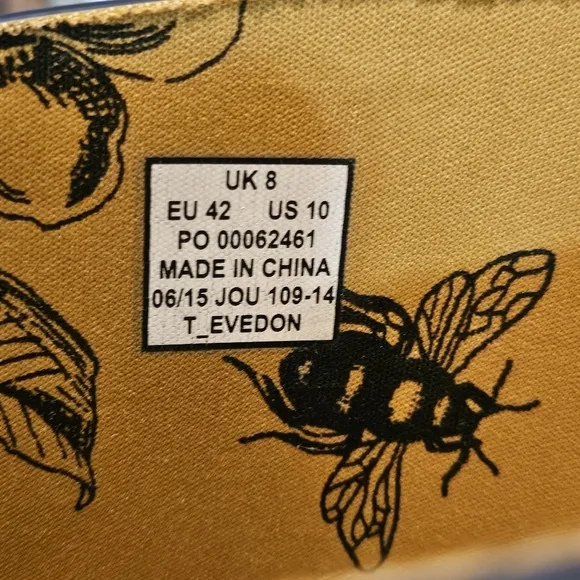 UK 8
EU 42 US 10
PO 00062461
MADE IN CHINA
06/15 JOU 109-14
T_EVEDON